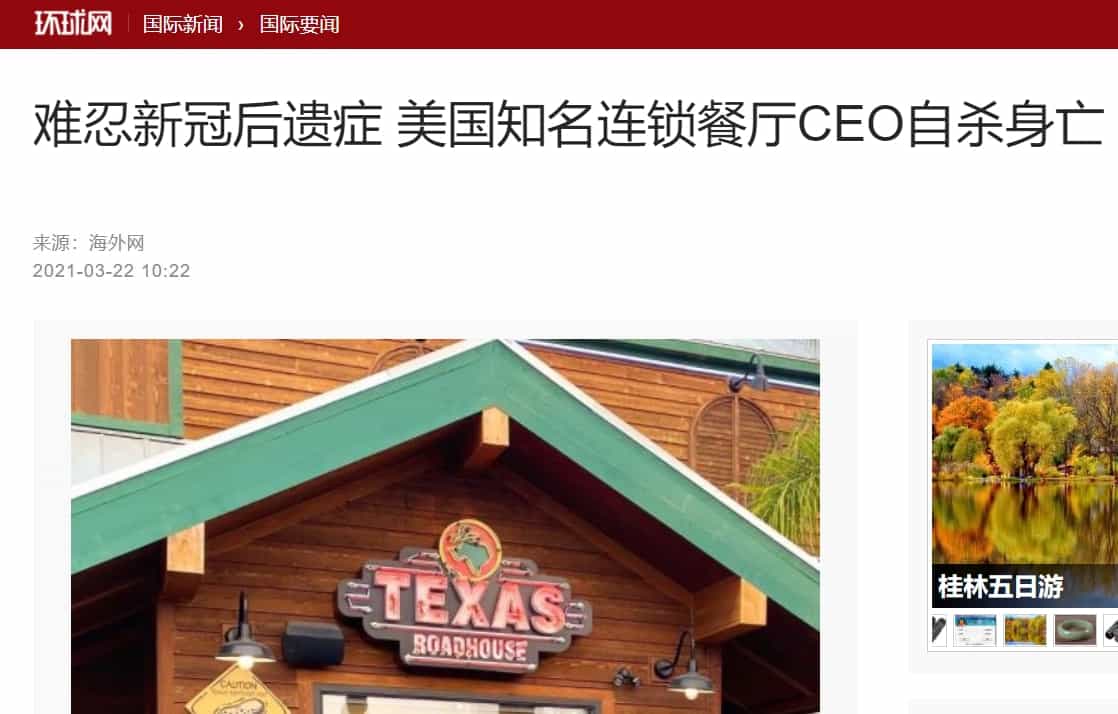 环球网 国际新闻 › 国际要闻
难忍新冠后遗症 美国知名连锁餐厅CEO自杀身亡
来源：海外网
2021-03-22 10:22
TEXAS
ROADHOUSE
CAUTION
桂林五日游